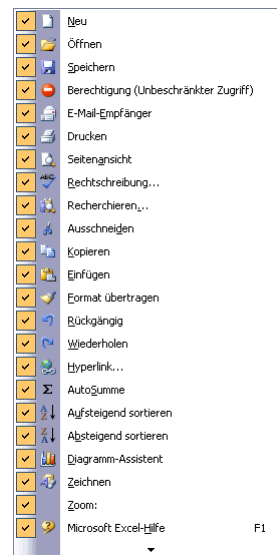 Neu
Öffnen
Speichern
Berechtigung (Unbeschränkter Zugriff)
E-Mail-Empfänger
Drucken
Seitenansicht
Rechtschreibung...
Recherchieren...
Ausschneiden
Kopieren
Einfügen
Format übertragen
Rückgängig
Wiederholen
Hyperlink...
AutoSumme
Aufsteigend sortieren
Absteigend sortieren
Diagramm-Assistent
Zeichnen
Zoom:
Microsoft Excel-Hilfe F1